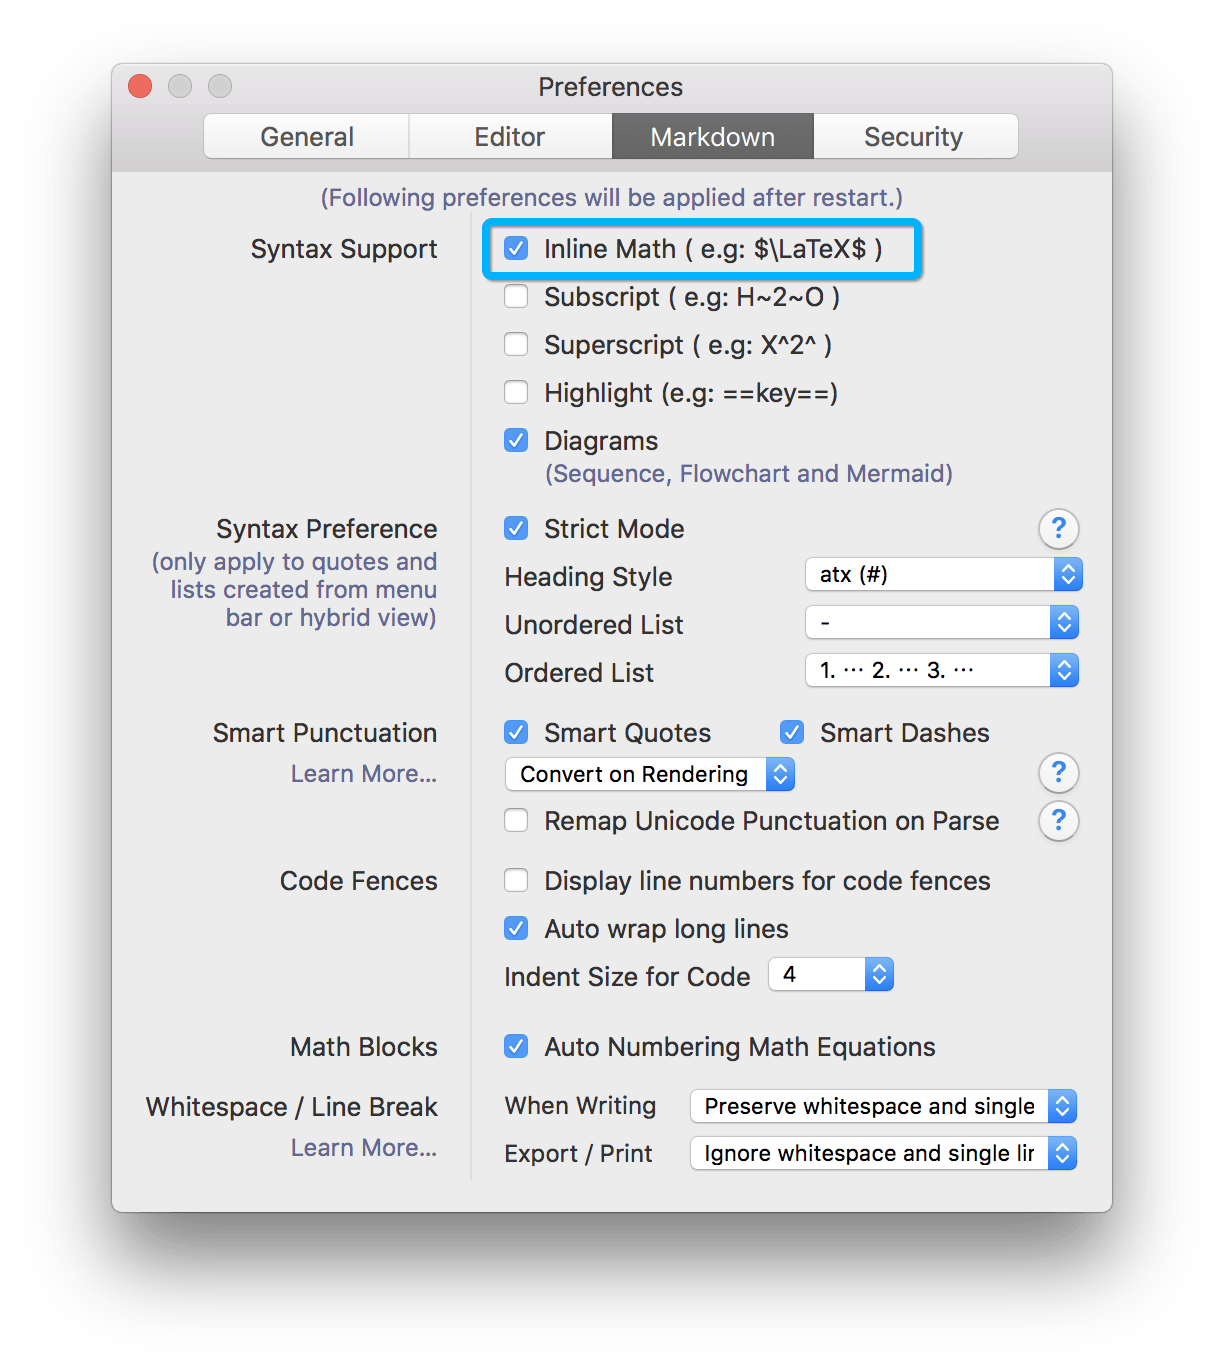 Preferences
General Editor Markdown Security
(Following preferences will be applied after restart.)
Syntax Support
Inline Math ( e.g: $\LaTeX$ )
Subscript ( e.g: H~2~O )
Superscript ( e.g: X^2^ )
Highlight (e.g: ==key==)
Diagrams
(Sequence, Flowchart and Mermaid)
Syntax Preference
(only apply to quotes and
lists created from menu
bar or hybrid view)
Strict Mode ?
Heading Style atx (#)
Unordered List -
Ordered List 1. ··· 2. ··· 3. ···
Smart Punctuation
Learn More...
Smart Quotes Smart Dashes
Convert on Rendering ?
Remap Unicode Punctuation on Parse ?
Code Fences
Display line numbers for code fences
Auto wrap long lines
Indent Size for Code 4
Math Blocks
Auto Numbering Math Equations
Whitespace / Line Break
Learn More...
When Writing Preserve whitespace and single
Export / Print Ignore whitespace and single lin